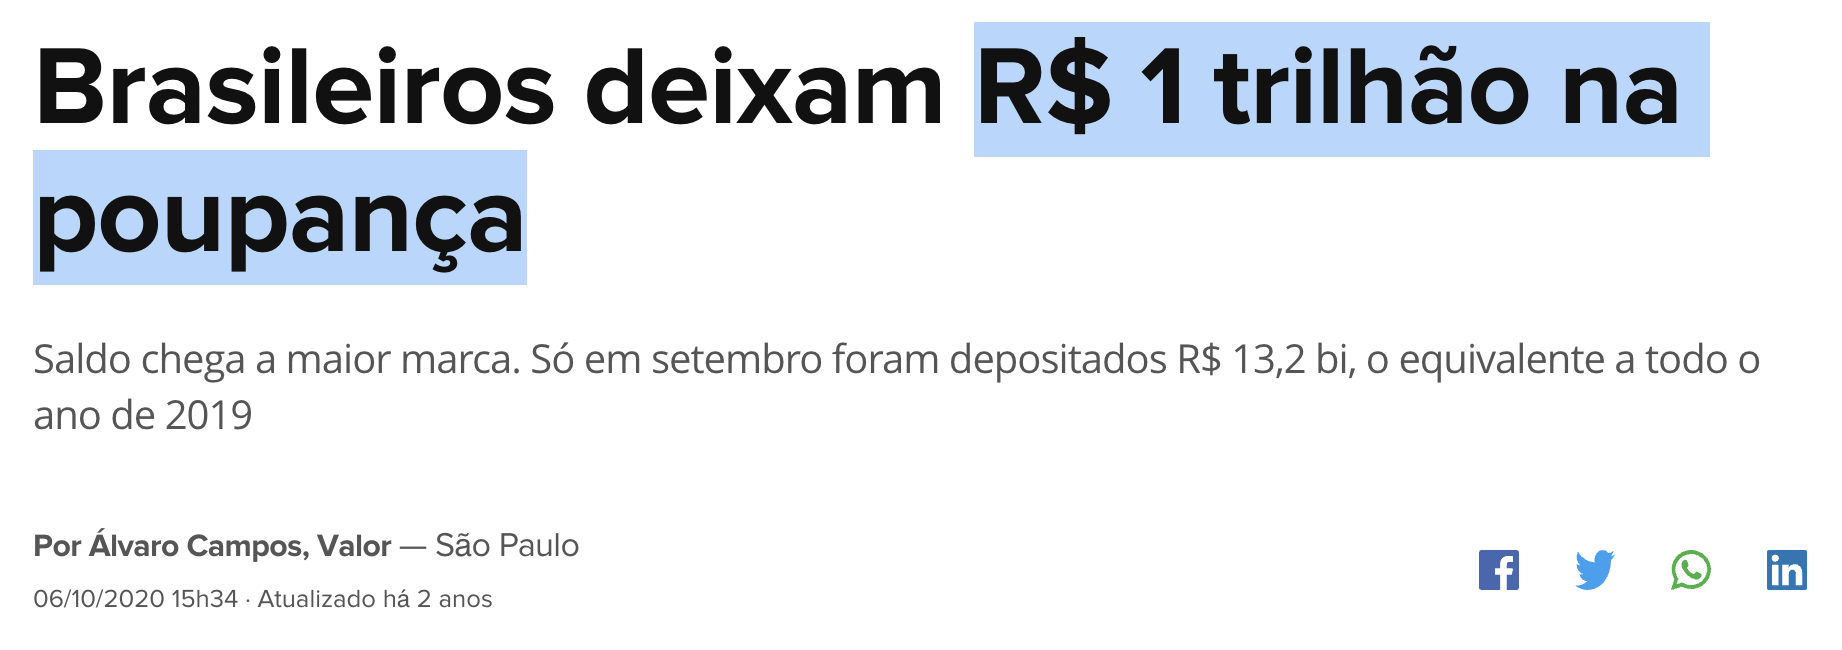 Brasileiros deixam R$ 1 trilhão na
poupança
Saldo chega a maior marca. Só em setembro foram depositados R$ 13,2 bi, o equivalente a todo o
ano de 2019
Por Álvaro Campos, Valor — São Paulo
06/10/2020 15h34 · Atualizado há 2 anos